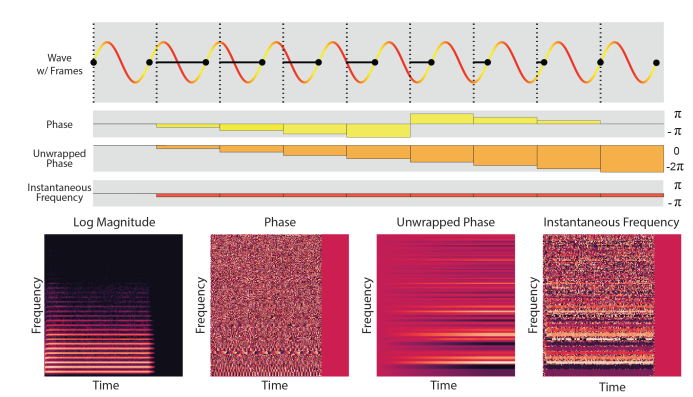 Wave
w/ Frames
Phase
π
-π
Unwrapped
Phase
0
-2π
Instantaneous
Frequency
π
-π
Log Magnitude
Phase
Unwrapped Phase
Instantaneous Frequency
Frequency
Frequency
Frequency
Frequency
Time
Time
Time
Time